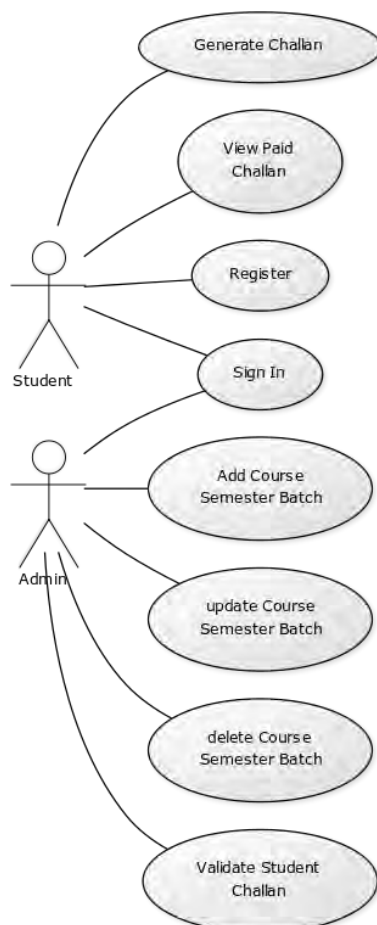 Generate Challan
View Paid
Challan
Register
Student
Sign In
Add Course
Semester Batch
Admin
update Course
Semester Batch
delete Course
Semester Batch
Validate Student
Challan